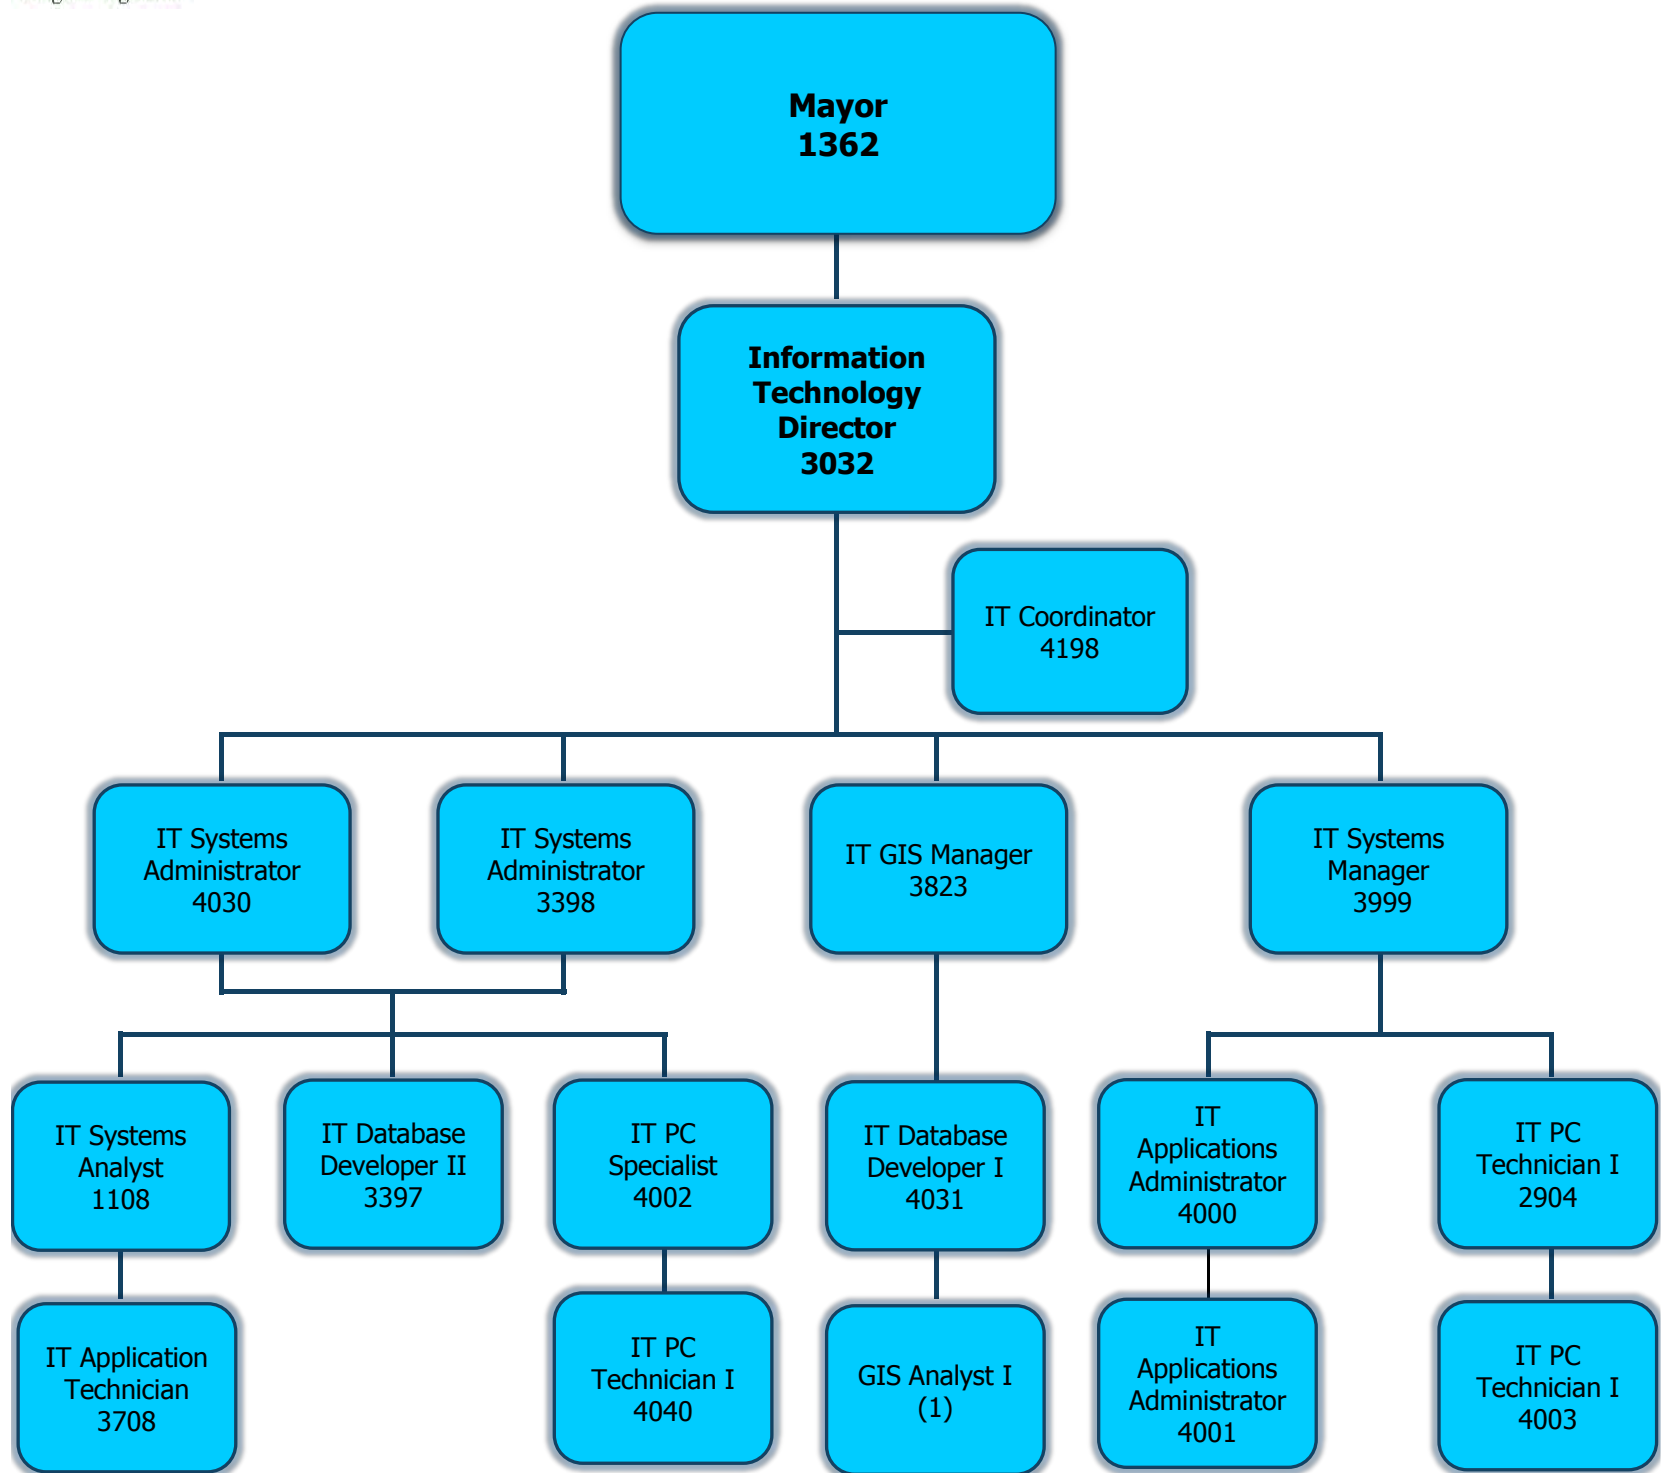 Mayor
1362
Information
Technology
Director
3032
IT Coordinator
4198
IT Systems
Administrator
4030
IT Systems
Administrator
3398
IT GIS Manager
3823
IT Systems
Manager
3999
IT Systems
Analyst
1108
IT Database
Developer II
3397
IT PC
Specialist
4002
IT Database
Developer I
4031
IT
Applications
Administrator
4000
IT PC
Technician I
2904
IT Application
Technician
3708
IT PC
Technician I
4040
GIS Analyst I
(1)
IT
Applications
Administrator
4001
IT PC
Technician I
4003